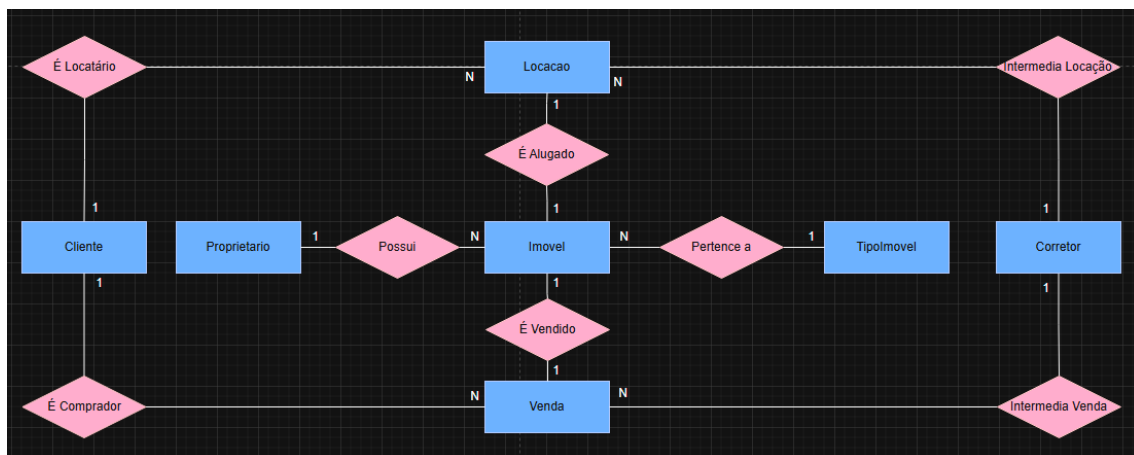 É Locatário
N
Locacao
N
Intermedia Locação
1
É Alugado
1
1
1
Cliente
Proprietario
1
Possui
N
Imovel
N
Pertence a
1
TipoImovel
Corretor
1
1
1
É Vendido
1
É Comprador
N
Venda
N
Intermedia Venda